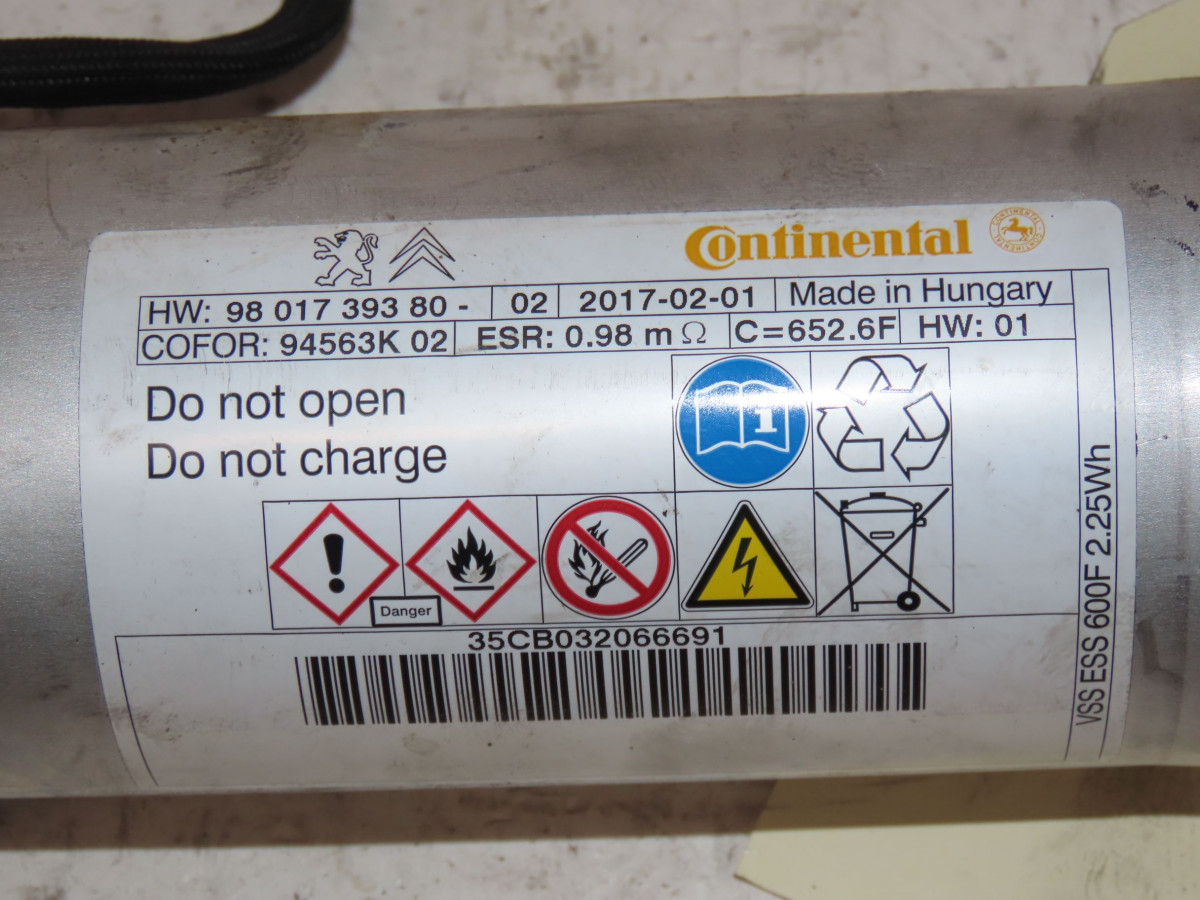 Continental
HW: 98 017 393 80 - 02 2017-02-01 Made in Hungary
COFOR: 94563K 02 ESR: 0.98 m Ω C=652.6F HW: 01
Do not open
Do not charge
Danger
35CB032066691
VSS ESS 600F 2.25Wh